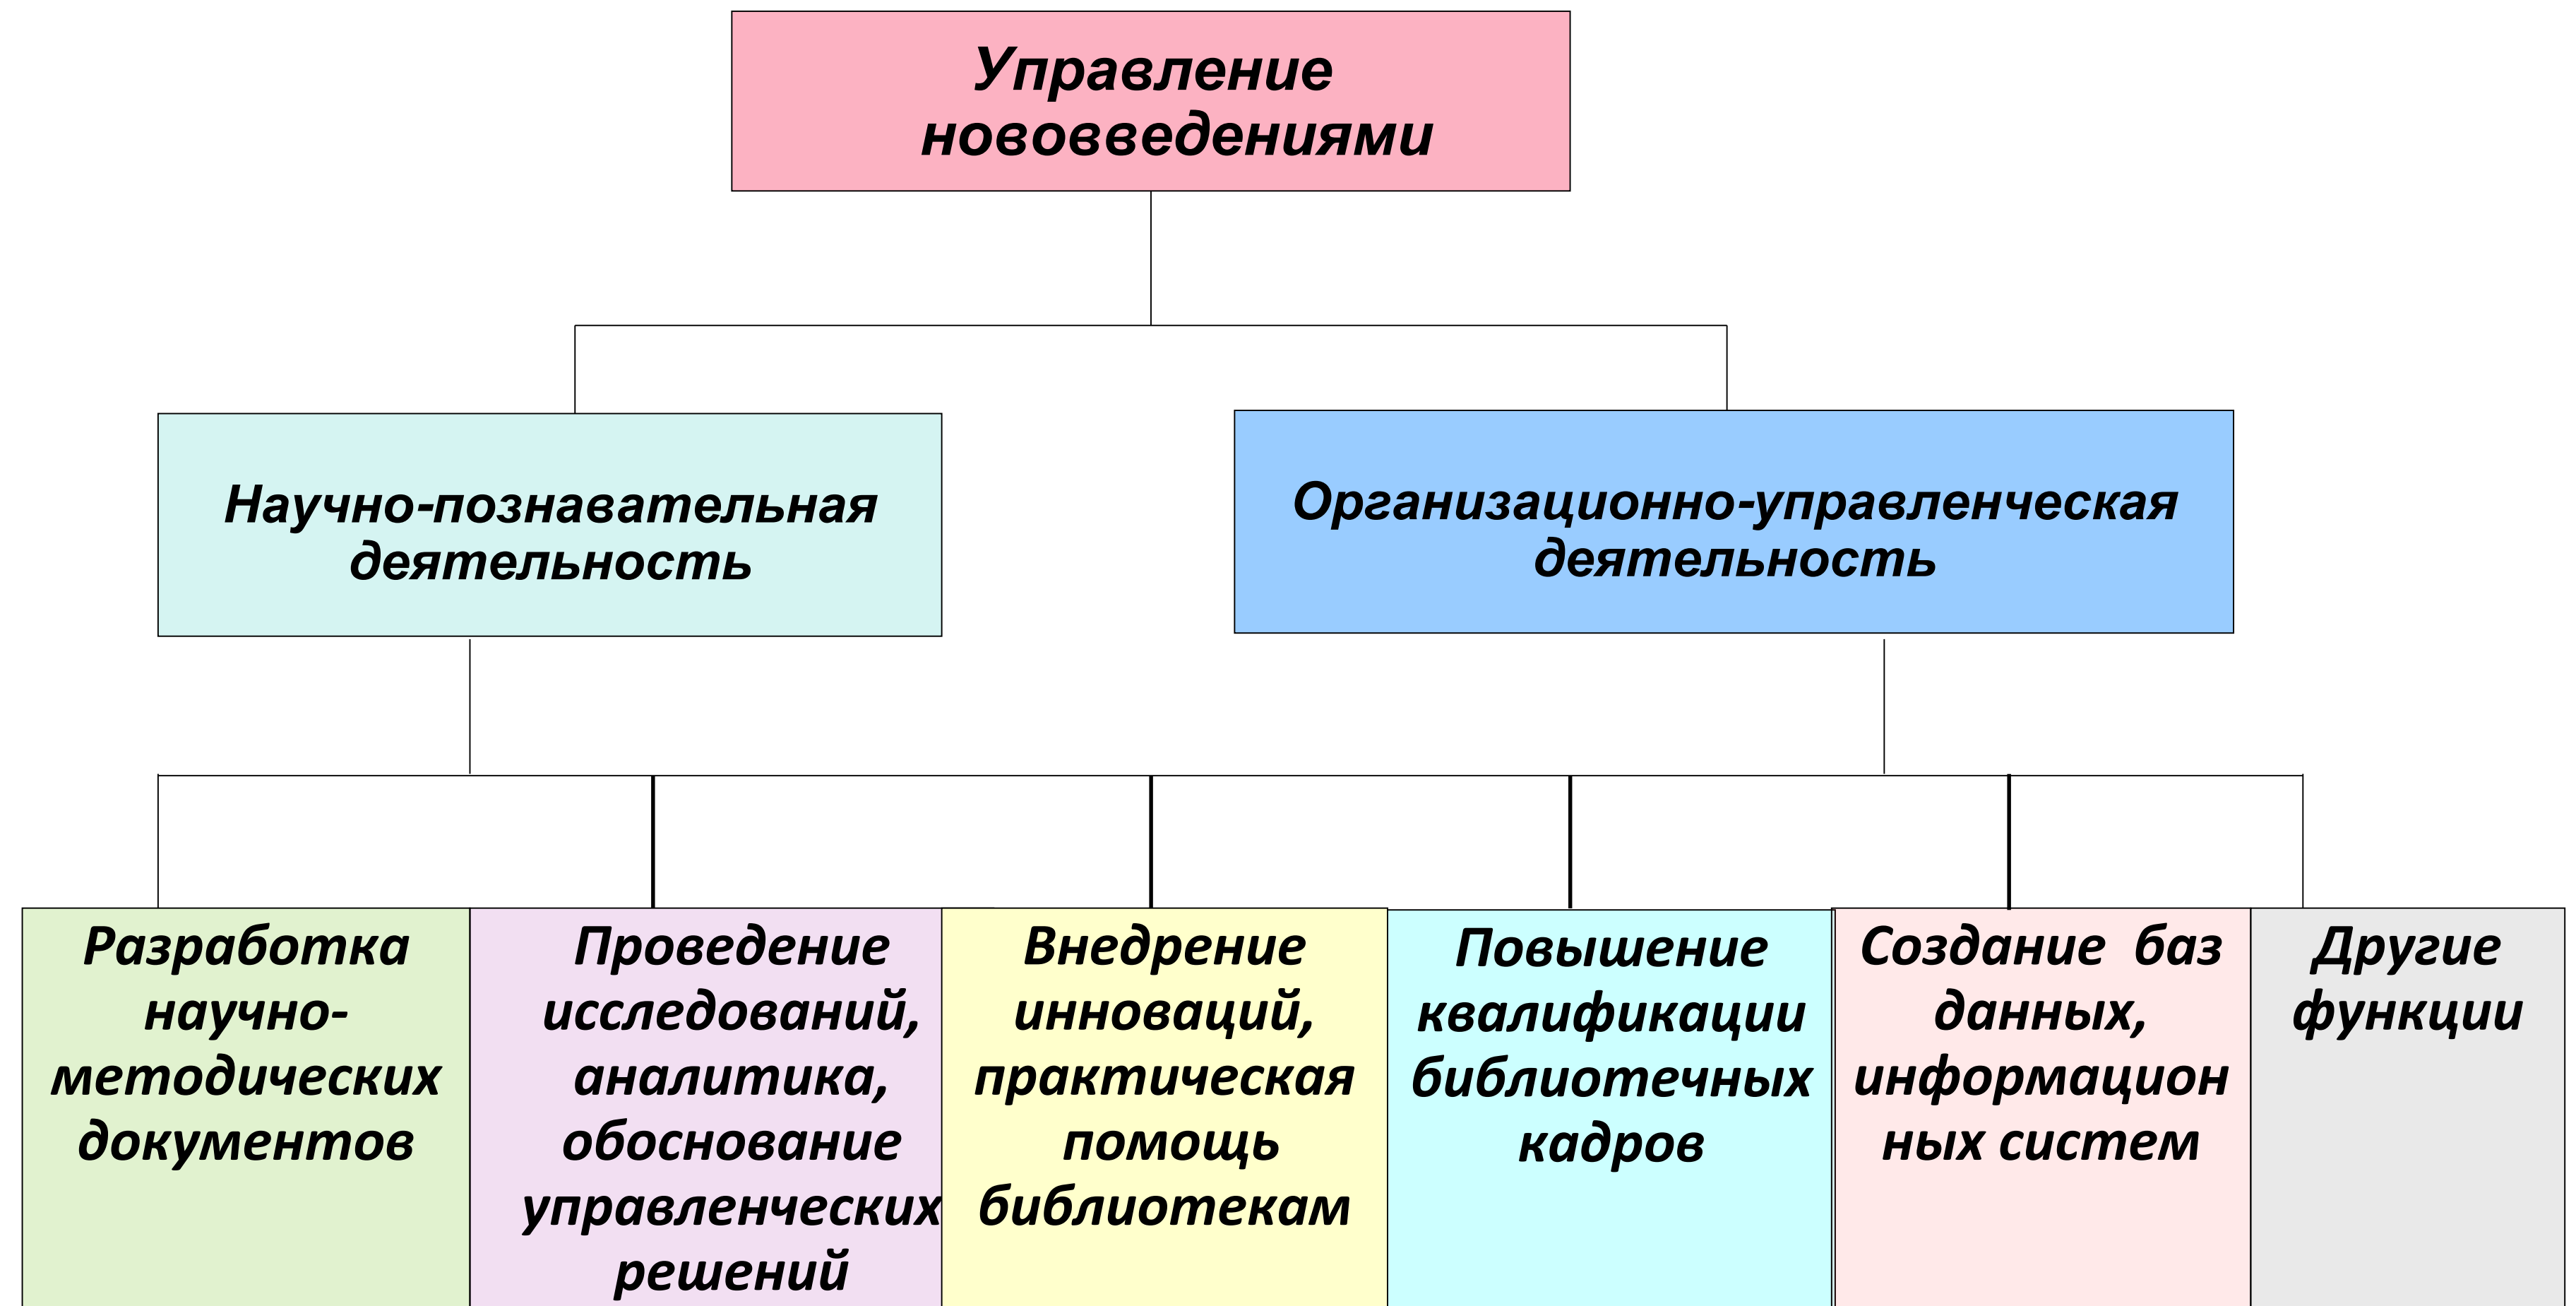 Управление
нововведениями
Научно-познавательная
деятельность
Организационно-управленческая
деятельность
Разработка
научно-
методических
документов
Проведение
исследований,
аналитика,
обоснование
управленческих
решений
Внедрение
инноваций,
практическая
помощь
библиотекам
Повышение
квалификации
библиотечных
кадров
Создание баз
данных,
информацион
ных систем
Другие
функции